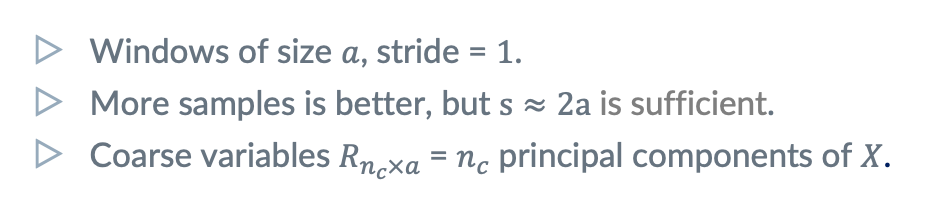 ▷ Windows of size a, stride = 1.
▷ More samples is better, but s ≈ 2a is sufficient.
▷ Coarse variables R_{n_c×a} = n_c principal components of X.